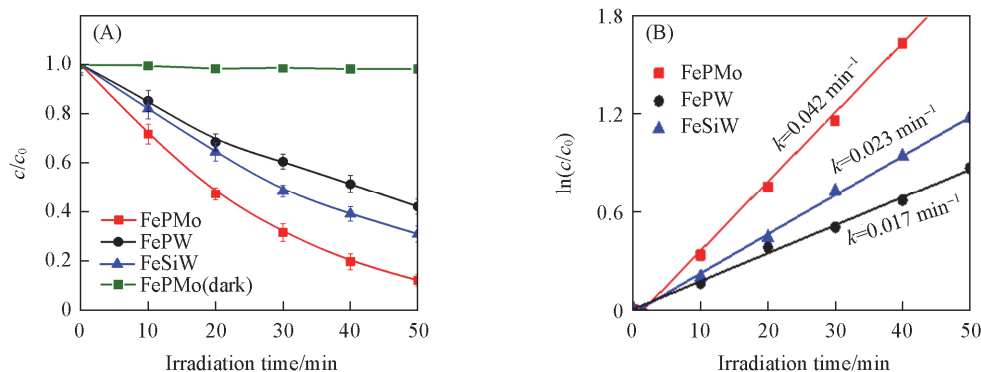 (A)
1.0
0.8
0.6
0.4
0.2
0
c/c₀
FePMo
FePW
FeSiW
FePMo(dark)
0 10 20 30 40 50
Irradiation time/min
(B)
1.8
1.2
0.6
0
ln(c/c₀)
FePMo
FePW
FeSiW
k=0.042 min⁻¹
k=0.023 min⁻¹
k=0.017 min⁻¹
0 10 20 30 40 50
Irradiation time/min